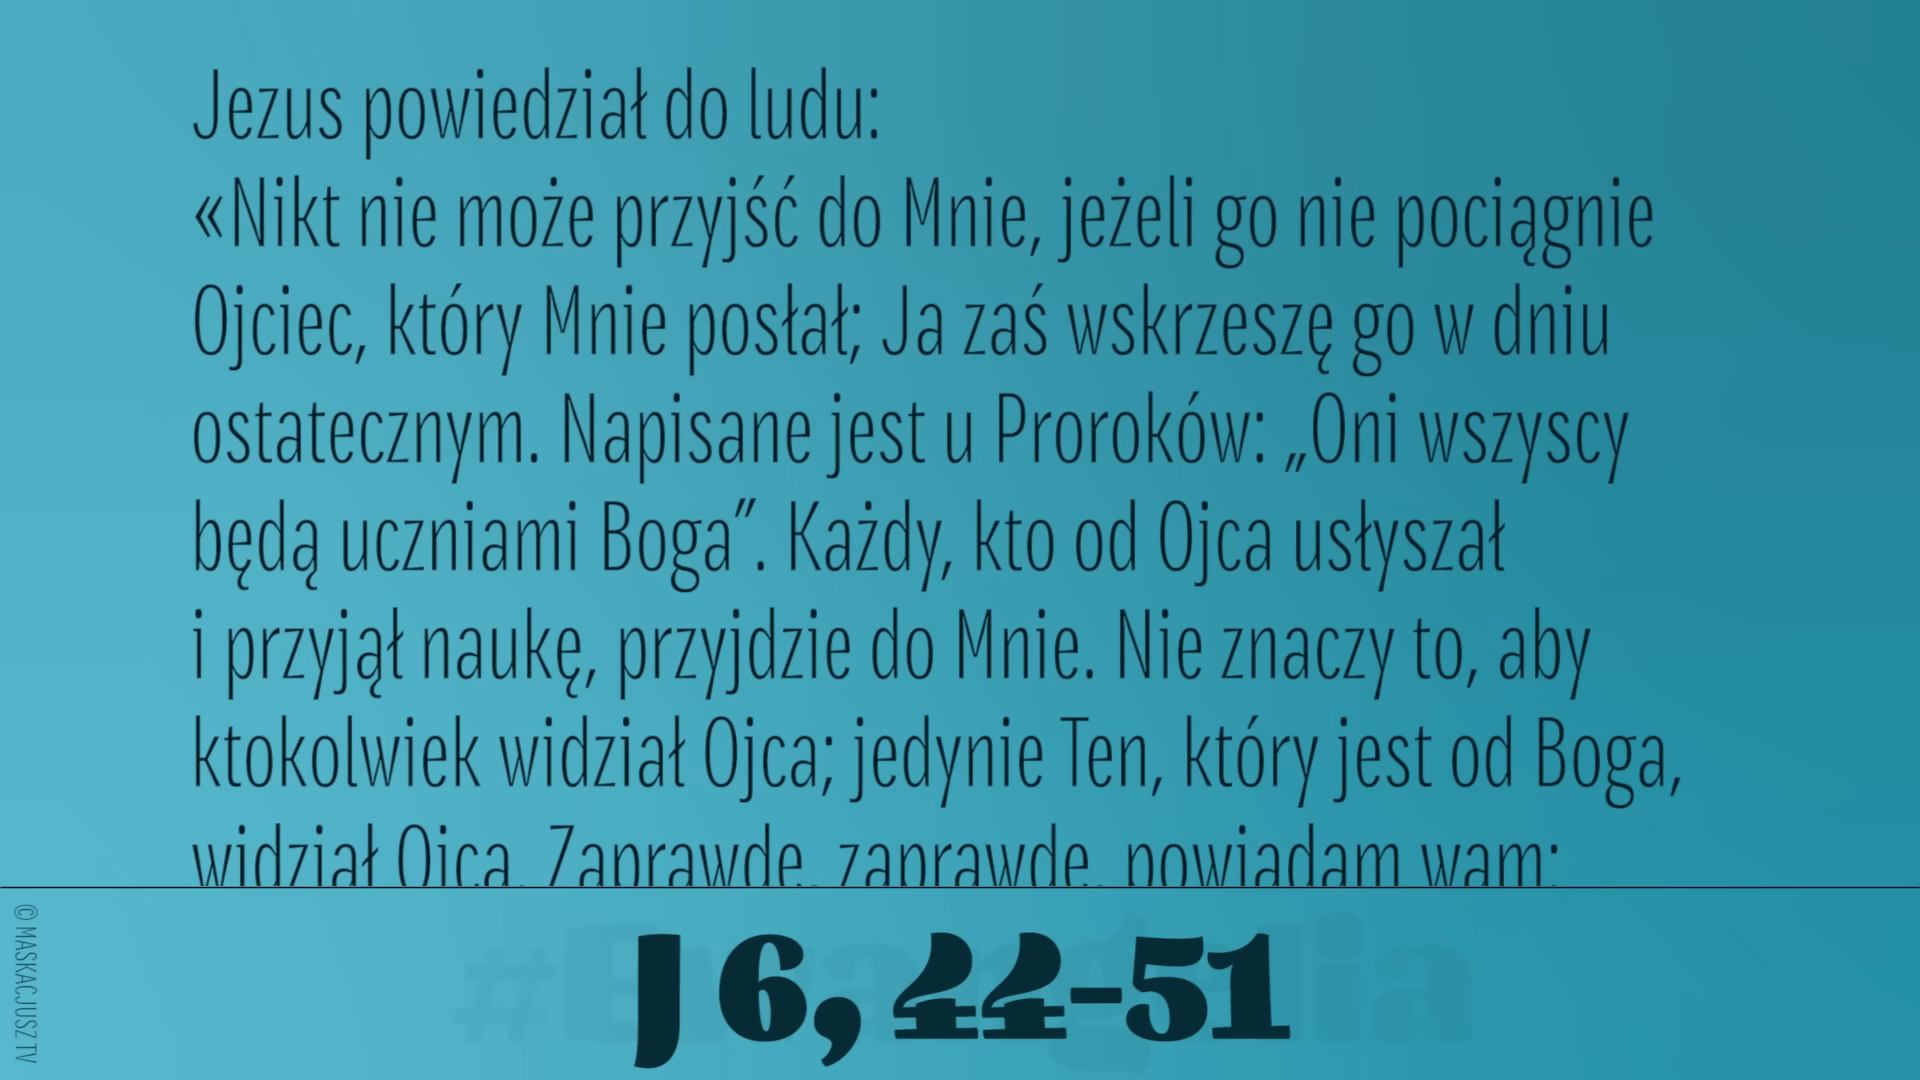 Jezus powiedział do ludu:
«Nikt nie może przyjść do Mnie, jeżeli go nie pociągnie
Ojciec, który Mnie posłał; Ja zaś wskrzeszę go w dniu
ostatecznym. Napisane jest u Proroków: „Oni wszyscy
będą uczniami Boga”. Każdy, kto od Ojca usłyszał
i przyjął naukę, przyjdzie do Mnie. Nie znaczy to, aby
ktokolwiek widział Ojca; jedynie Ten, który jest od Boga,
widział Ojca. Zaprawdę, zaprawdę, powiadam wam:
#Ewangelia
J 6, 44-51
© MASKACJUSZ TV